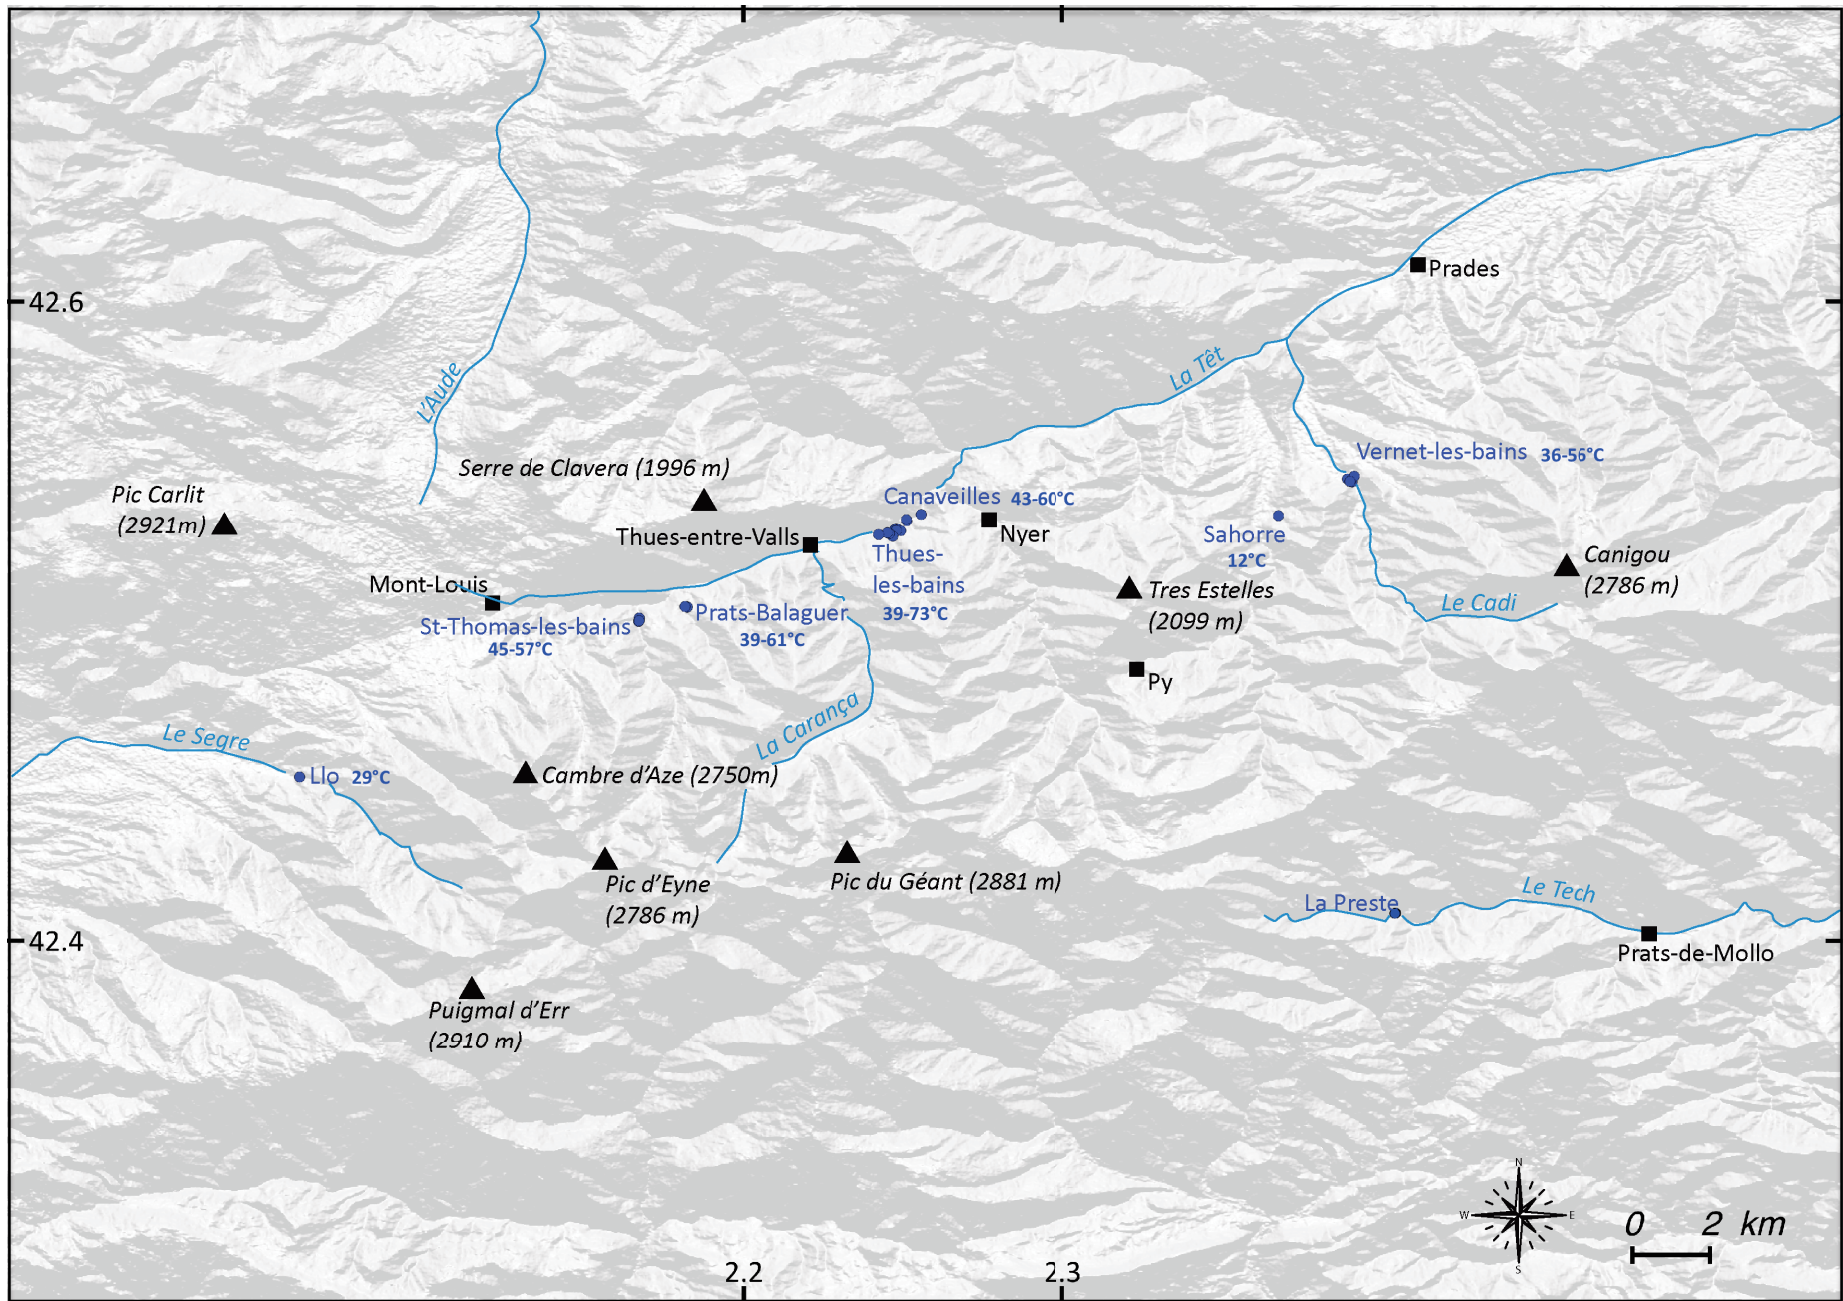 Prades
42.6
La Têt
L'Aude
Serre de Clavera (1996 m)
Vernet-les-bains 36-56°C
Pic Carlit
(2921m)
Canaveilles 43-60°C
Nyer
Thues-entre-Valls
Sahorre
12°C
Thues-
les-bains
39-73°C
Canigou
(2786 m)
Mont-Louis
Tres Estelles
(2099 m)
Le Cadi
St-Thomas-les-bains
45-57°C
Prats-Balaguer
39-61°C
Py
La Carança
Le Segre
Llo 29°C
Cambre d'Aze (2750m)
Pic d'Eyne
(2786 m)
Pic du Géant (2881 m)
La Preste
Le Tech
42.4
Prats-de-Mollo
Puigmal d'Err
(2910 m)
N
W
E
S
0 2 km
2.2
2.3